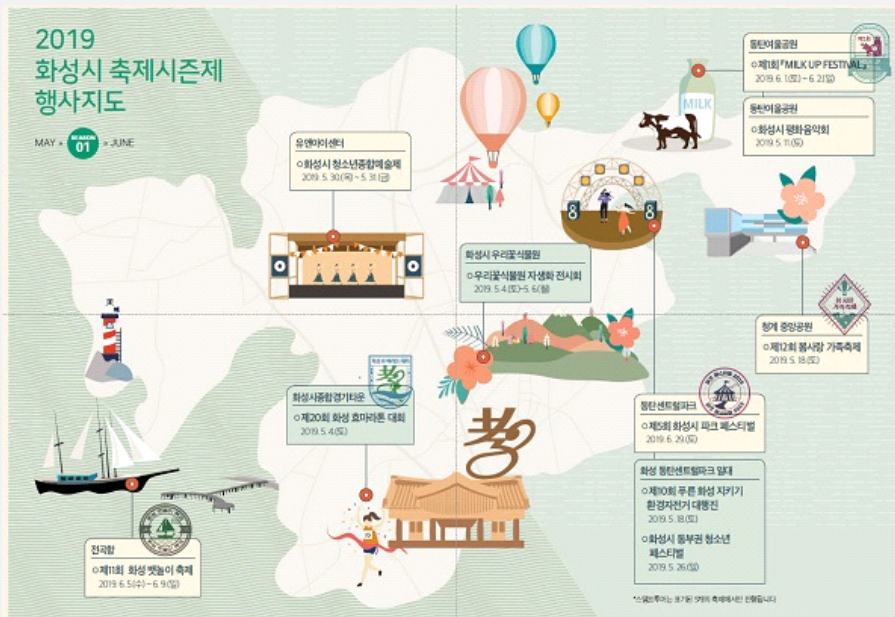 2019
화성시 축제시즌제
행사지도
MAY » SEASON 01 » JUNE
동탄여울공원
제1회『MILK UP FESTIVAL』
2019. 6. 1.(토) ~ 6. 2.(일)
MILK
동탄여울공원
화성시 평화음악회
2019. 5. 11.(토)
유앤아이센터
화성시 청소년종합예술제
2019. 5. 30.(목) ~ 5. 31.(금)
화성시 우리꽃식물원
우리꽃식물원 자생화 전시회
2019. 5. 4.(토)~5. 6.(월)
청계 중앙공원
제12회 봄사랑 가족축제
2019. 5. 18.(토)
화성시종합경기타운
제20회 화성 효마라톤 대회
2019. 5. 4.(토)
孝
동탄센트럴파크
제5회 화성시 파크 페스티벌
2019. 6. 29.(토)
화성 동탄센트럴파크 일대
제10회 푸른 화성 지키기
환경자전거 대행진
2019. 5. 18.(토)
화성시 동부권 청소년
페스티벌
2019. 5. 26.(일)
전곡항
제11회 화성 뱃놀이 축제
2019. 6. 5.(수) ~ 6. 9.(일)